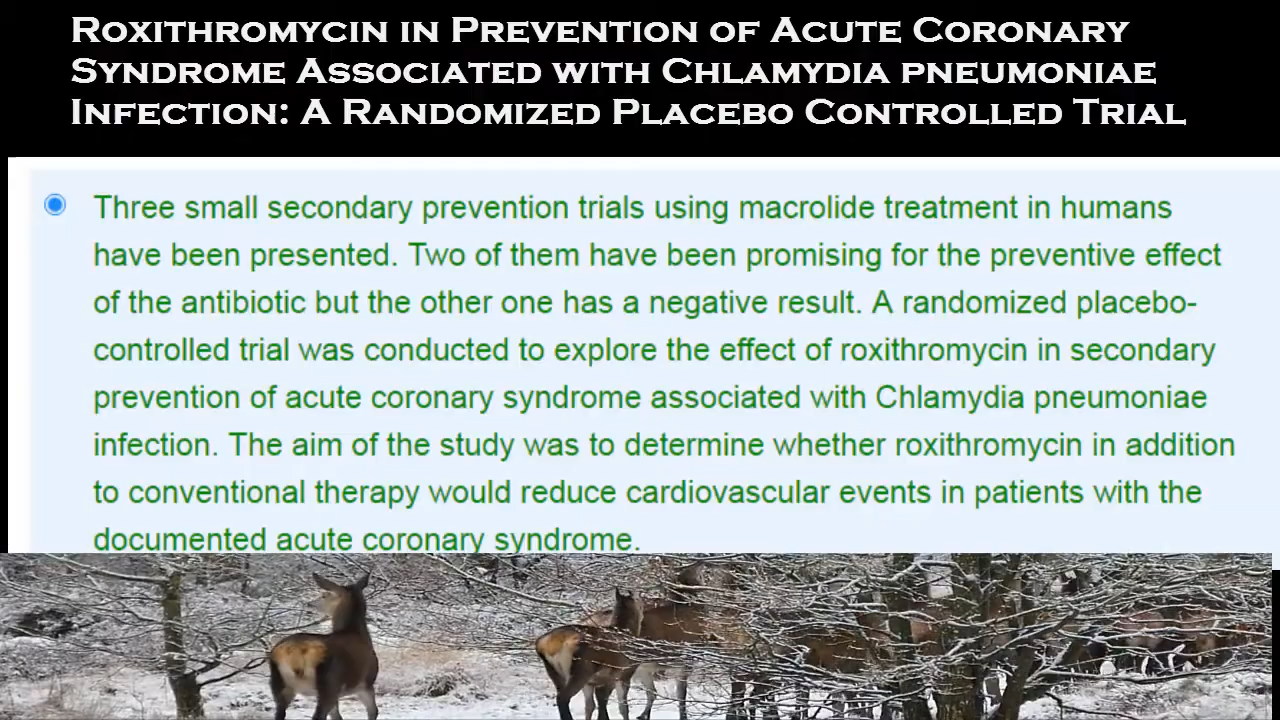 Roxithromycin in Prevention of Acute Coronary
Syndrome Associated with Chlamydia pneumoniae
Infection: A Randomized Placebo Controlled Trial
Three small secondary prevention trials using macrolide treatment in humans
have been presented. Two of them have been promising for the preventive effect
of the antibiotic but the other one has a negative result. A randomized placebo-
controlled trial was conducted to explore the effect of roxithromycin in secondary
prevention of acute coronary syndrome associated with Chlamydia pneumoniae
infection. The aim of the study was to determine whether roxithromycin in addition
to conventional therapy would reduce cardiovascular events in patients with the
documented acute coronary syndrome.